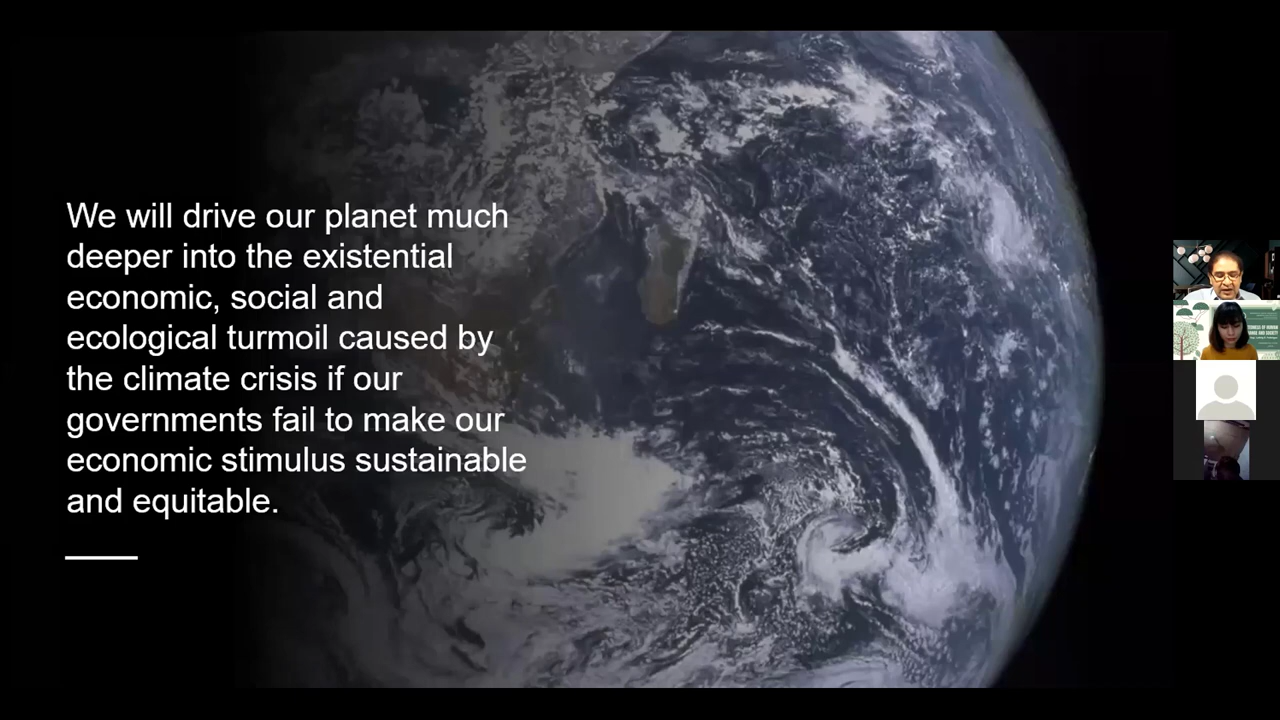 We will drive our planet much
deeper into the existential
economic, social and
ecological turmoil caused by
the climate crisis if our
governments fail to make our
economic stimulus sustainable
and equitable.